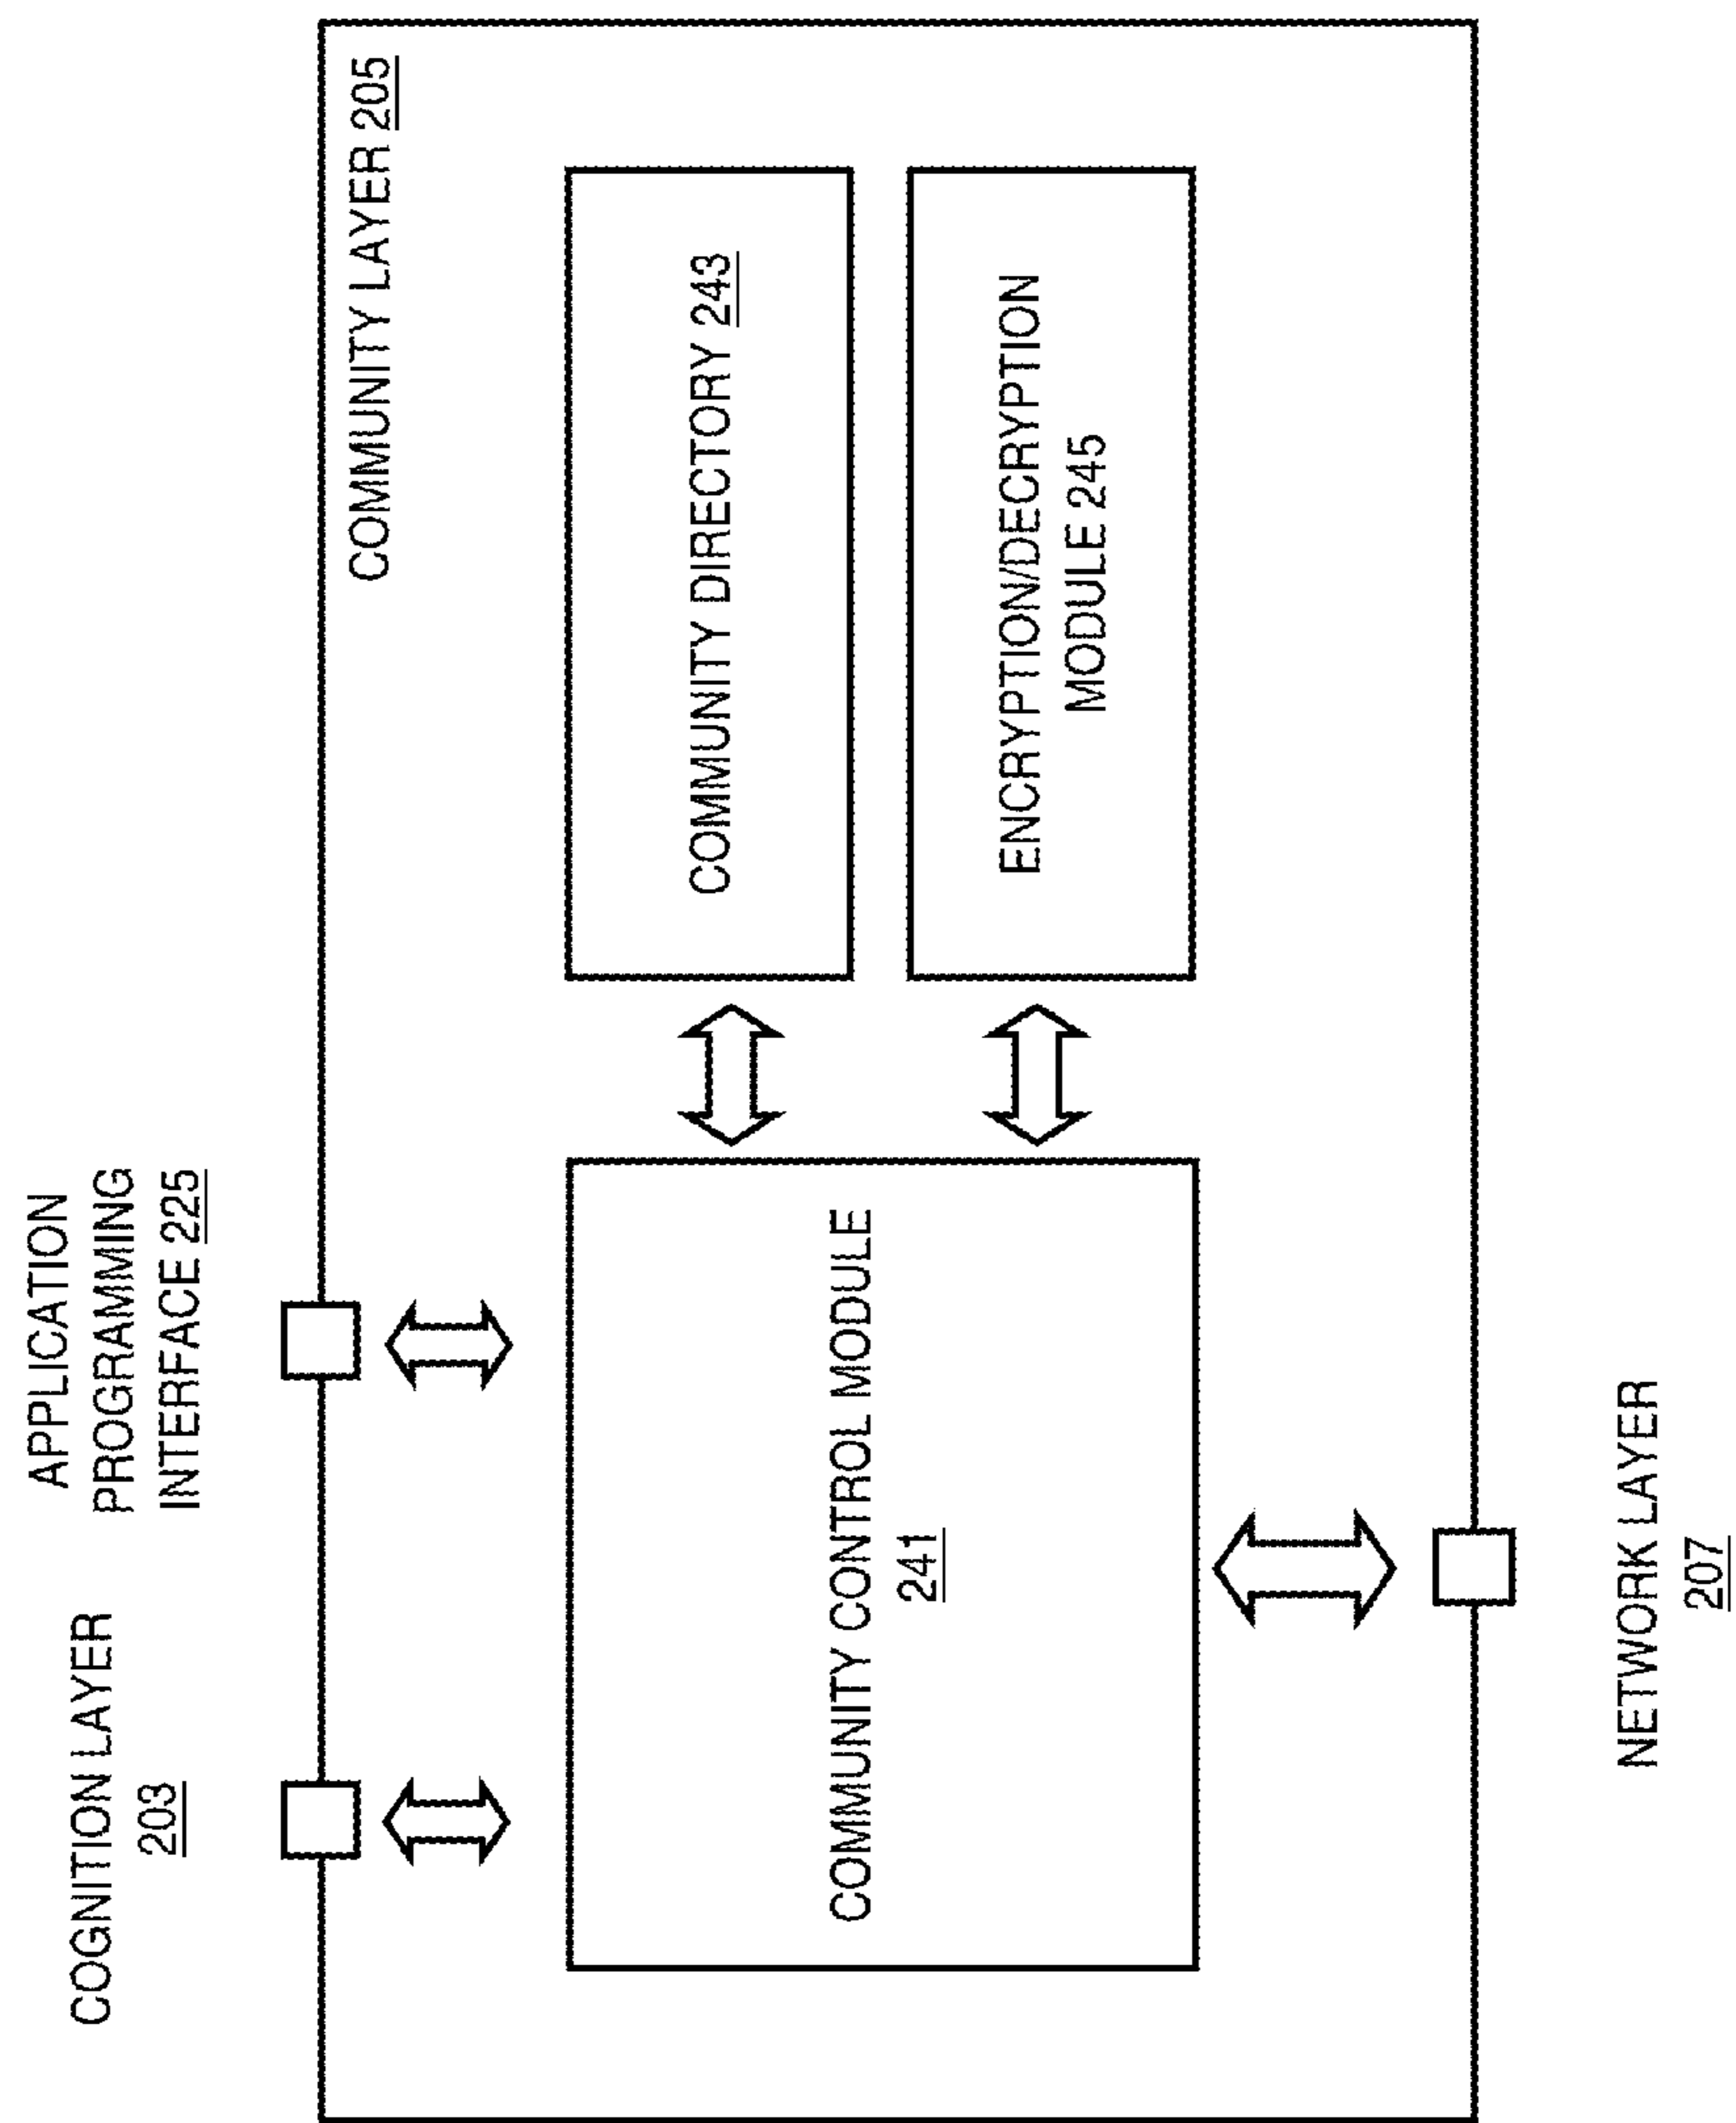 COGNITION LAYER
203
APPLICATION
PROGRAMMING
INTERFACE 225
COMMUNITY LAYER 205
COMMUNITY CONTROL MODULE
241
COMMUNITY DIRECTORY 243
ENCRYPTION/DECRYPTION
MODULE 245
NETWORK LAYER
207